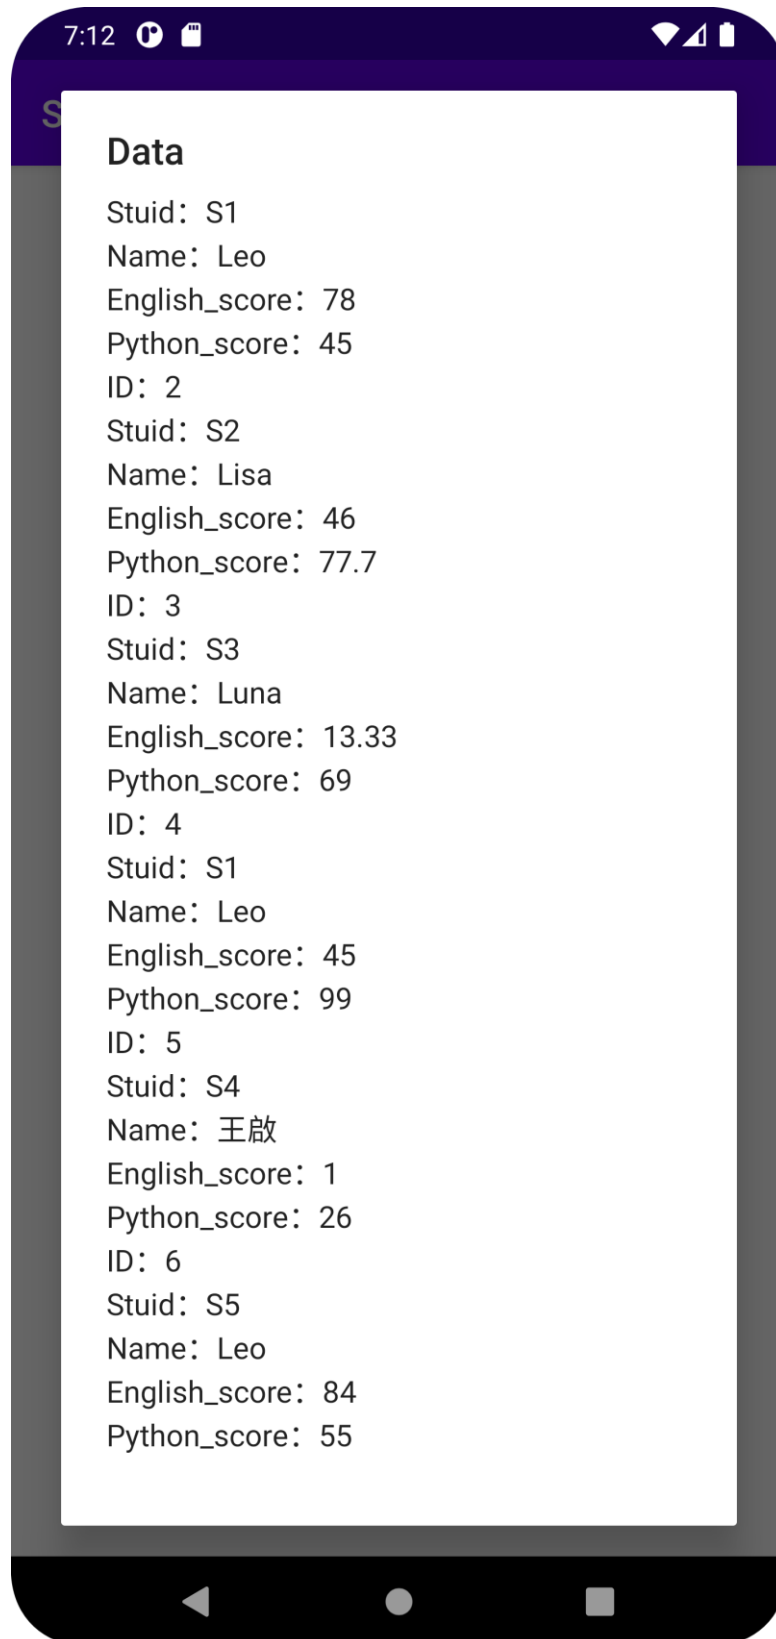 7:12
S
Data
Stuid：S1
Name：Leo
English_score：78
Python_score：45
ID：2
Stuid：S2
Name：Lisa
English_score：46
Python_score：77.7
ID：3
Stuid：S3
Name：Luna
English_score：13.33
Python_score：69
ID：4
Stuid：S1
Name：Leo
English_score：45
Python_score：99
ID：5
Stuid：S4
Name：王啟
English_score：1
Python_score：26
ID：6
Stuid：S5
Name：Leo
English_score：84
Python_score：55